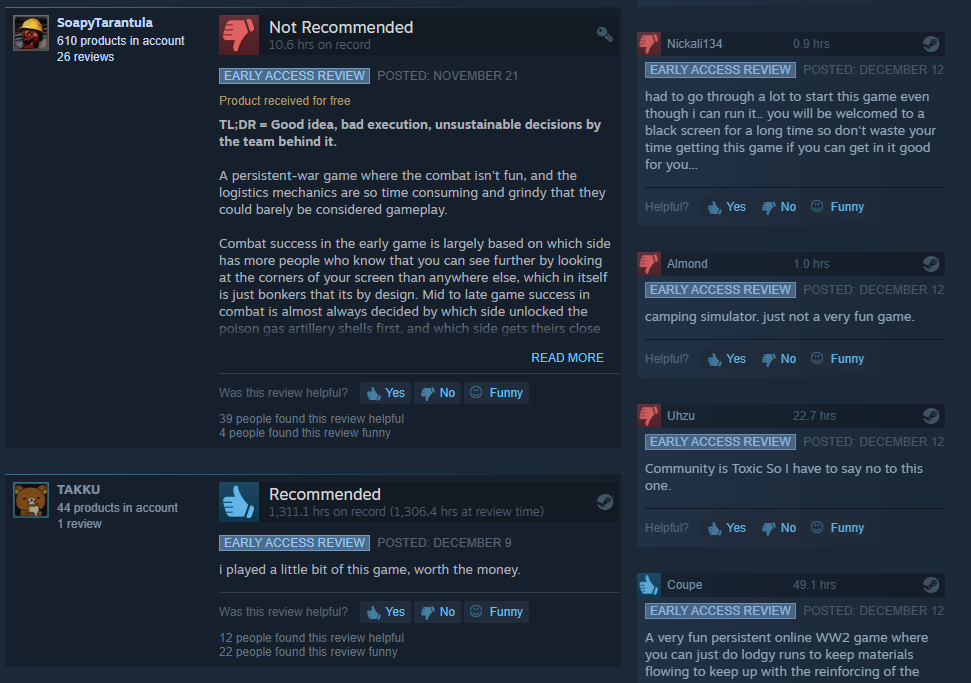 SoapyTarantula
610 products in account
26 reviews
Not Recommended
10.6 hrs on record
EARLY ACCESS REVIEW POSTED: NOVEMBER 21
Product received for free
TL;DR = Good idea, bad execution, unsustainable decisions by
the team behind it.
A persistent-war game where the combat isn't fun, and the
logistics mechanics are so time consuming and grindy that they
could barely be considered gameplay.
Combat success in the early game is largely based on which side
has more people who know that you can see further by looking
at the corners of your screen than anywhere else, which in itself
is just bonkers that its by design. Mid to late game success in
combat is almost always decided by which side unlocked the
poison gas artillery shells first, and which side gets theirs close
READ MORE
Was this review helpful? Yes No Funny
39 people found this review helpful
4 people found this review funny
TAKKU
44 products in account
1 review
Recommended
1,311.1 hrs on record (1,306.4 hrs at review time)
EARLY ACCESS REVIEW POSTED: DECEMBER 9
i played a little bit of this game, worth the money.
Was this review helpful? Yes No Funny
12 people found this review helpful
22 people found this review funny
Nickali134 0.9 hrs
EARLY ACCESS REVIEW POSTED: DECEMBER 12
had to go through a lot to start this game even
though i can run it.. you will be welcomed to a
black screen for a long time so don't waste your
time getting this game if you can get in it good
for you...
Helpful? Yes No Funny
Almond 1.0 hrs
EARLY ACCESS REVIEW POSTED: DECEMBER 12
camping simulator. just not a very fun game.
Helpful? Yes No Funny
Uhzu 22.7 hrs
EARLY ACCESS REVIEW POSTED: DECEMBER 12
Community is Toxic So I have to say no to this
one.
Helpful? Yes No Funny
Coupe 49.1 hrs
EARLY ACCESS REVIEW POSTED: DECEMBER 12
A very fun persistent online WW2 game where
you can just do lodgy runs to keep materials
flowing to keep up with the reinforcing of the